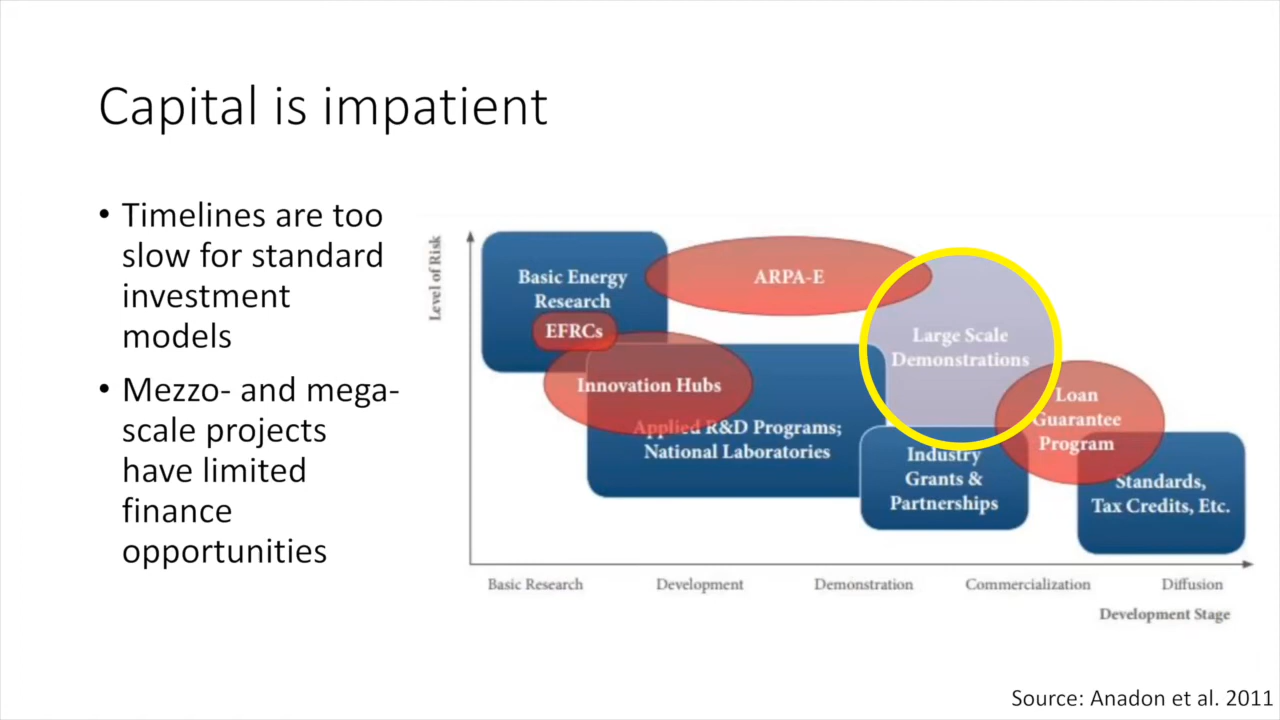 Capital is impatient
• Timelines are too
slow for standard
investment
models
• Mezzo- and mega-
scale projects
have limited
finance
opportunities
Level of Risk
Basic Energy
Research
EFRCs
ARPA-E
Innovation Hubs
Applied R&D Programs;
National Laboratories
Large Scale
Demonstrations
Industry
Grants &
Partnerships
Loan
Guarantee
Program
Standards,
Tax Credits, Etc.
Basic Research
Development
Demonstration
Commercialization
Diffusion
Development Stage
Source: Anadon et al. 2011